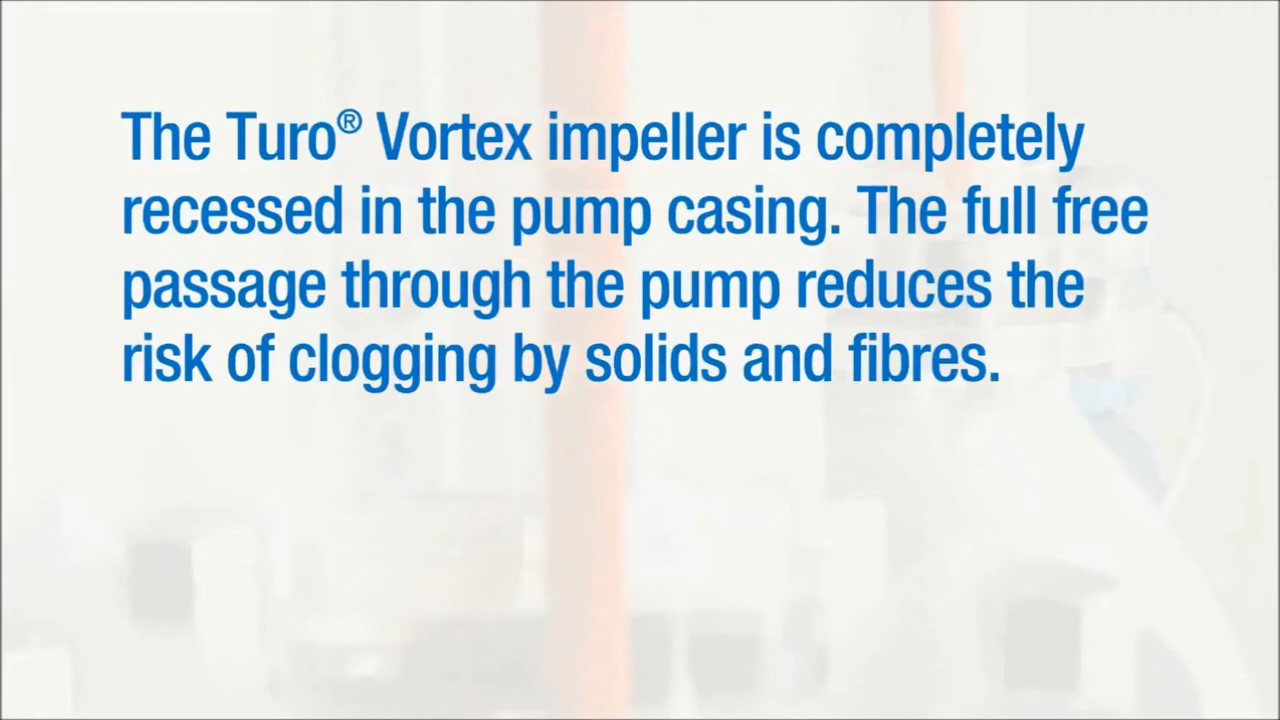 The Turo® Vortex impeller is completely
recessed in the pump casing. The full free
passage through the pump reduces the
risk of clogging by solids and fibres.